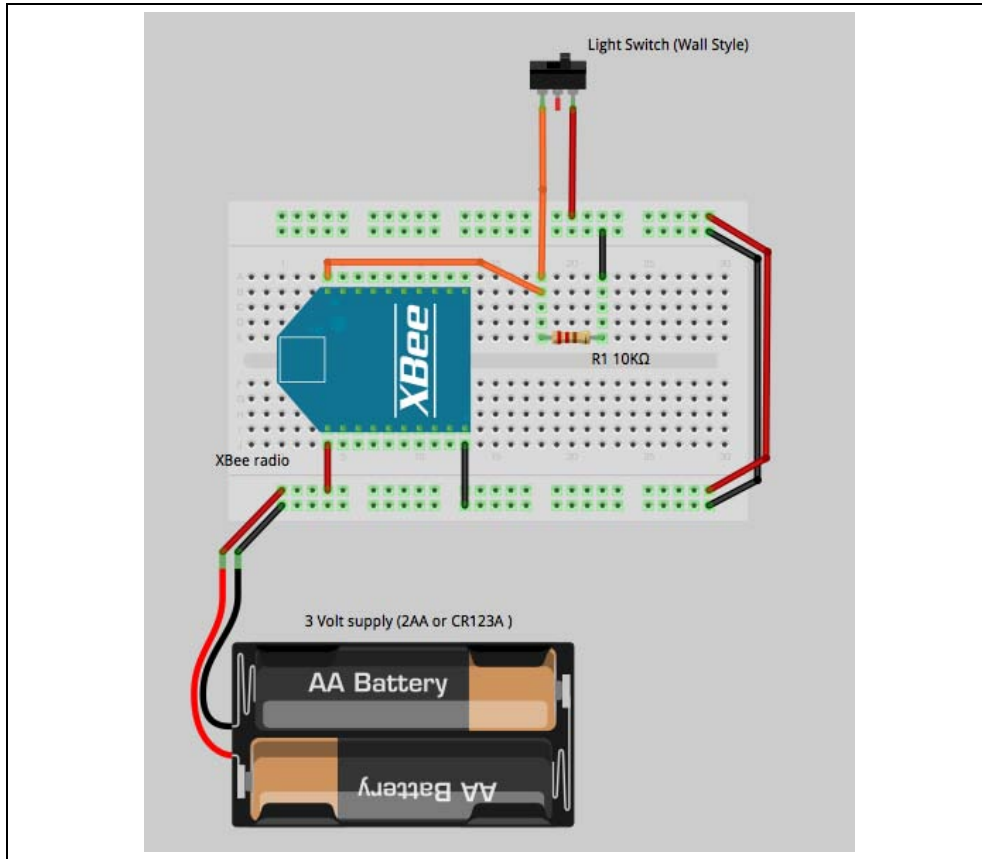 Light Switch (Wall Style)
XBee
R1 10KΩ
XBee radio
3 Volt supply (2AA or CR123A )
AA Battery
AA Battery